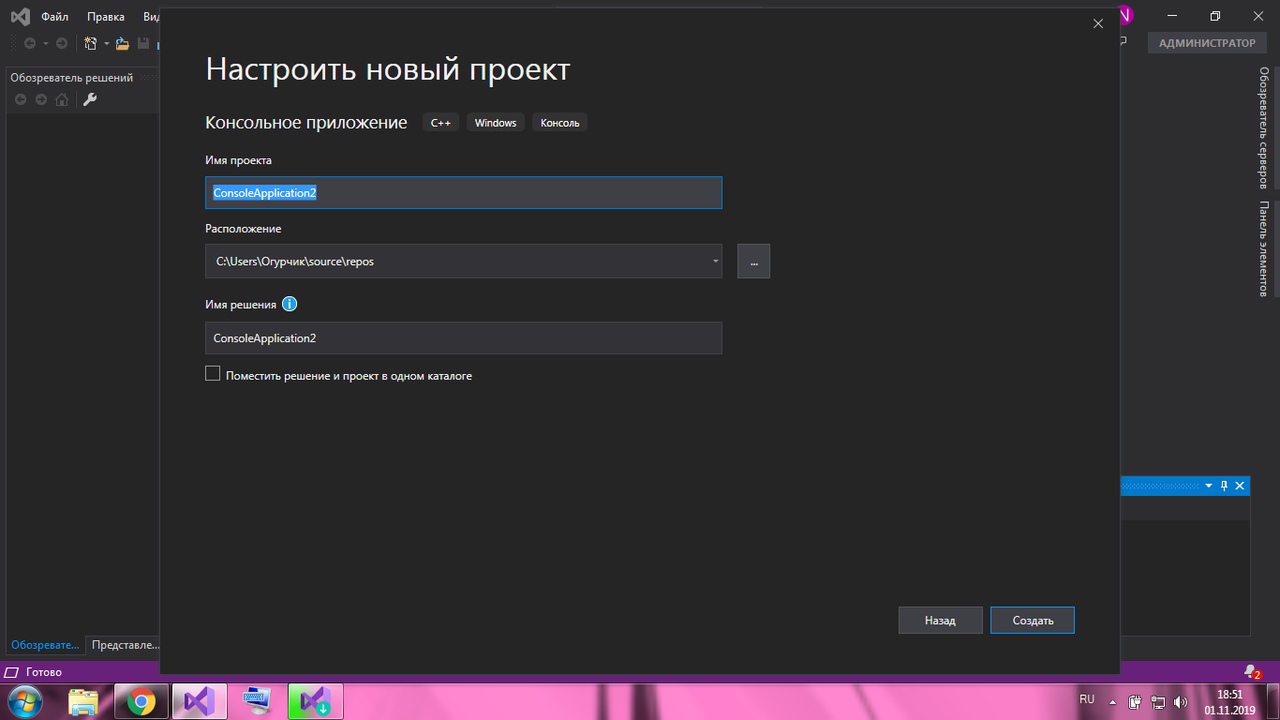 Файл Правка Ви
N
АДМИНИСТРАТОР
Обозреватель решений
Настроить новый проект
Консольное приложение C++ Windows Консоль
Имя проекта
ConsoleApplication2
Расположение
C:\Users\Огурчик\source\repos
...
Имя решения
ConsoleApplication2
Поместить решение и проект в одном каталоге
Назад Создать
Обозреватель серверов
Панель элементов
Обозревате... Представле...
Готово
2
RU
18:51
01.11.2019